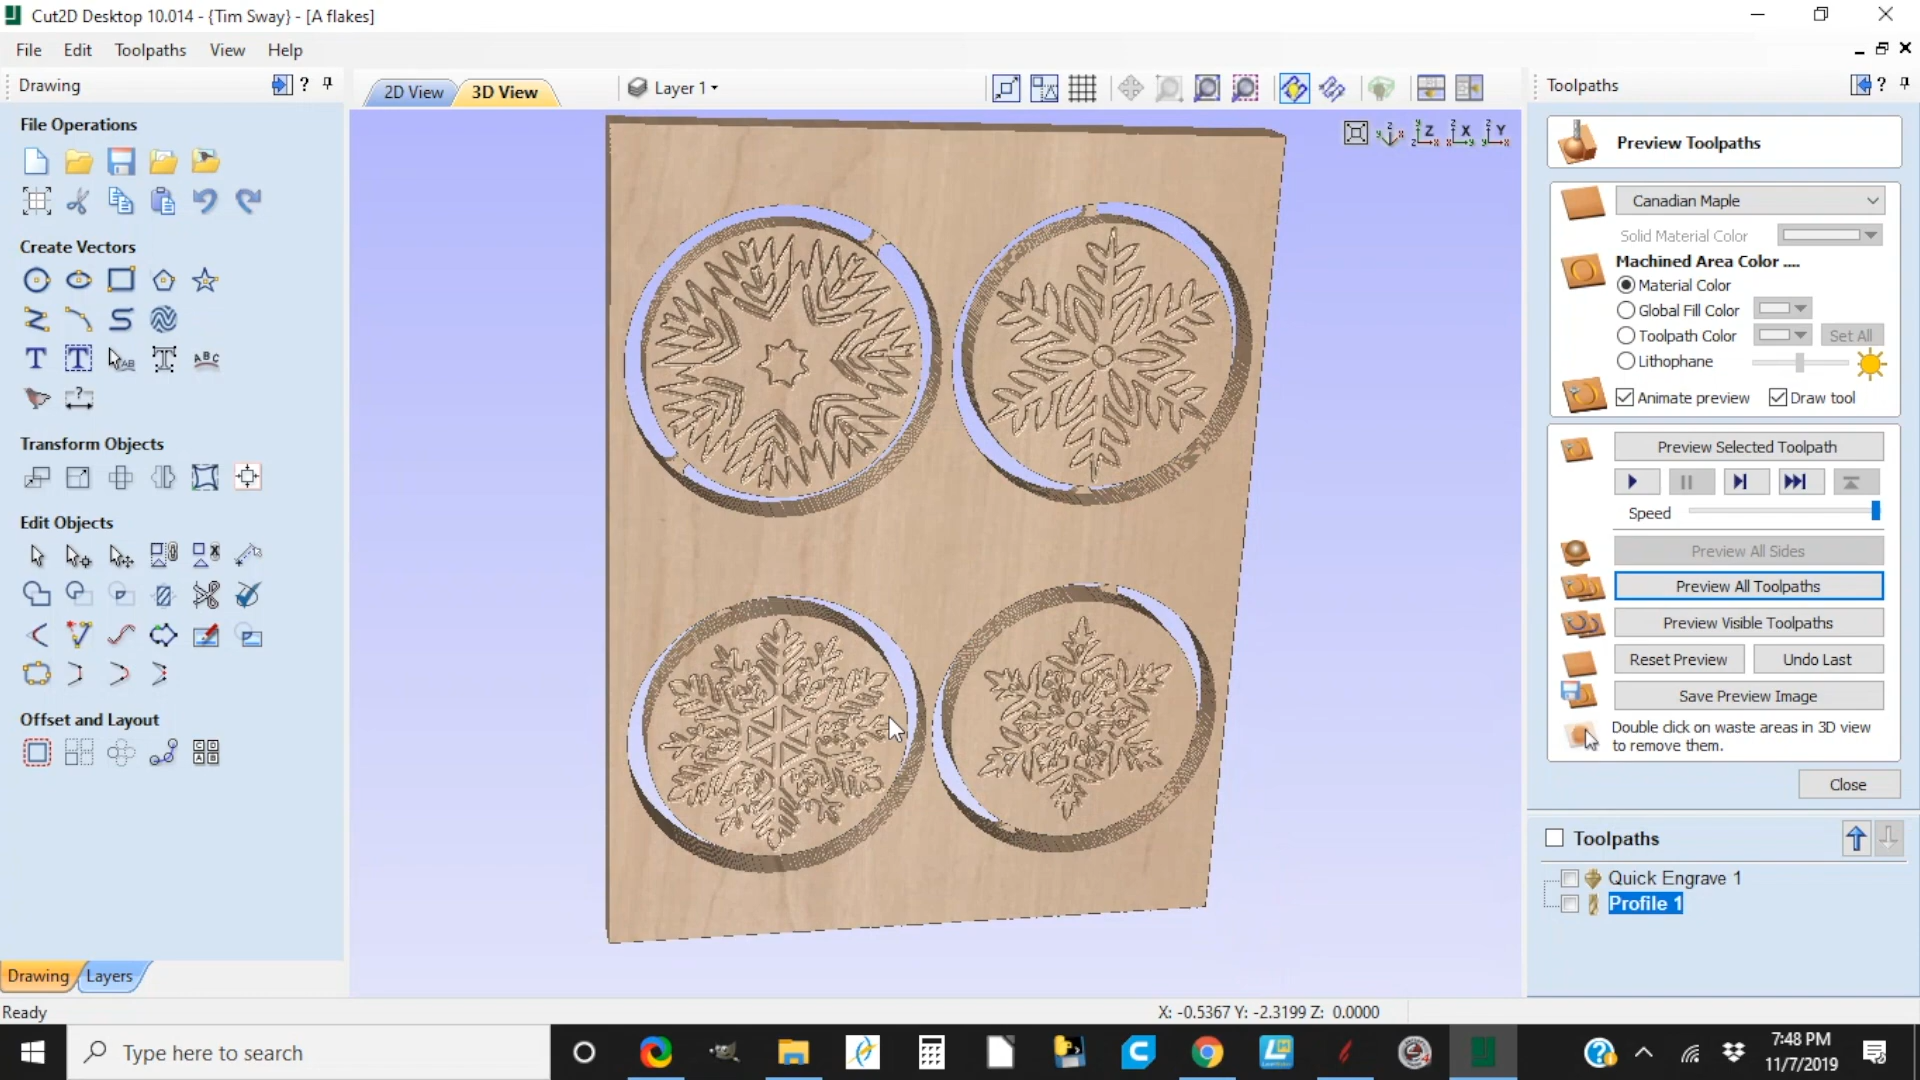 Cut2D Desktop 10.014 - {Tim Sway} - [A flakes]
File Edit Toolpaths View Help
Drawing
?
2D View
3D View
Layer 1
Toolpaths
?
File Operations
Create Vectors
Transform Objects
Edit Objects
Offset and Layout
Drawing
Layers
Preview Toolpaths
Canadian Maple
Solid Material Color
Machined Area Color ....
Material Color
Global Fill Color
Toolpath Color
Set All
Lithophane
Animate preview
Draw tool
Preview Selected Toolpath
Speed
Preview All Sides
Preview All Toolpaths
Preview Visible Toolpaths
Reset Preview
Undo Last
Save Preview Image
Double click on waste areas in 3D view
to remove them.
Close
Toolpaths
Quick Engrave 1
Profile 1
Ready
X: -0.5367 Y: -2.3199 Z: 0.0000
Type here to search
7:48 PM
11/7/2019